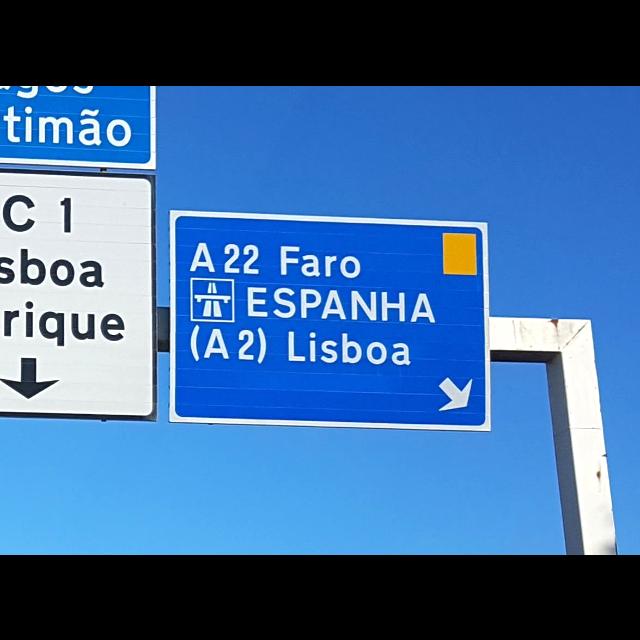 timão
C 1
sboa
rique
A 22 Faro
ESPANHA
(A 2) Lisboa